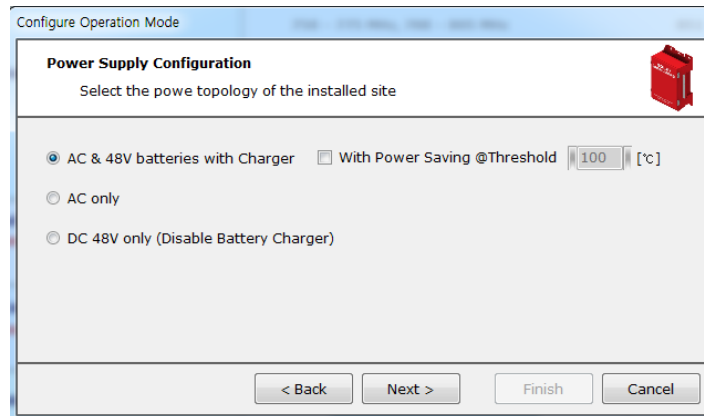 Configure Operation Mode
Power Supply Configuration
Select the powe topology of the installed site
AC & 48V batteries with Charger With Power Saving @Threshold 100 [℃]
AC only
DC 48V only (Disable Battery Charger)
< Back Next > Finish Cancel